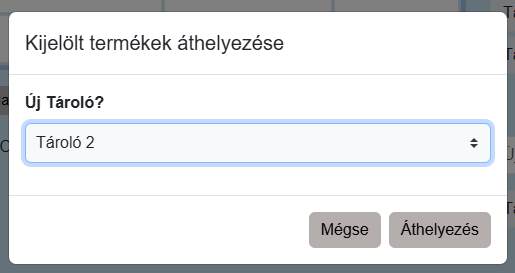 Kijelölt termékek áthelyezése
Új Tároló?
Tároló 2
Mégse
Áthelyezés